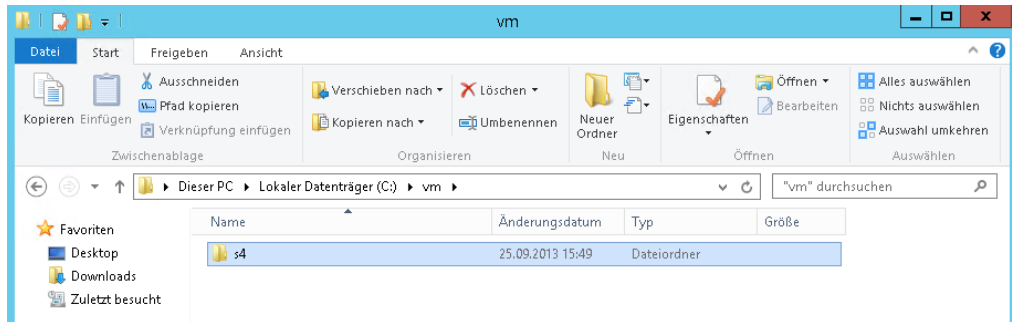 vm
Datei Start Freigeben Ansicht
Kopieren
Einfügen
Ausschneiden
Pfad kopieren
Verknüpfung einfügen
Zwischenablage
Verschieben nach
Kopieren nach
Löschen
Umbenennen
Organisieren
Neuer
Ordner
Neu
Eigenschaften
Öffnen
Bearbeiten
Öffnen
Alles auswählen
Nichts auswählen
Auswahl umkehren
Auswählen
Dieser PC Lokaler Datenträger (C:) vm
"vm" durchsuchen
Favoriten
Desktop
Downloads
Zuletzt besucht
Name Änderungsdatum Typ Größe
s4 25.09.2013 15:49 Dateiordner